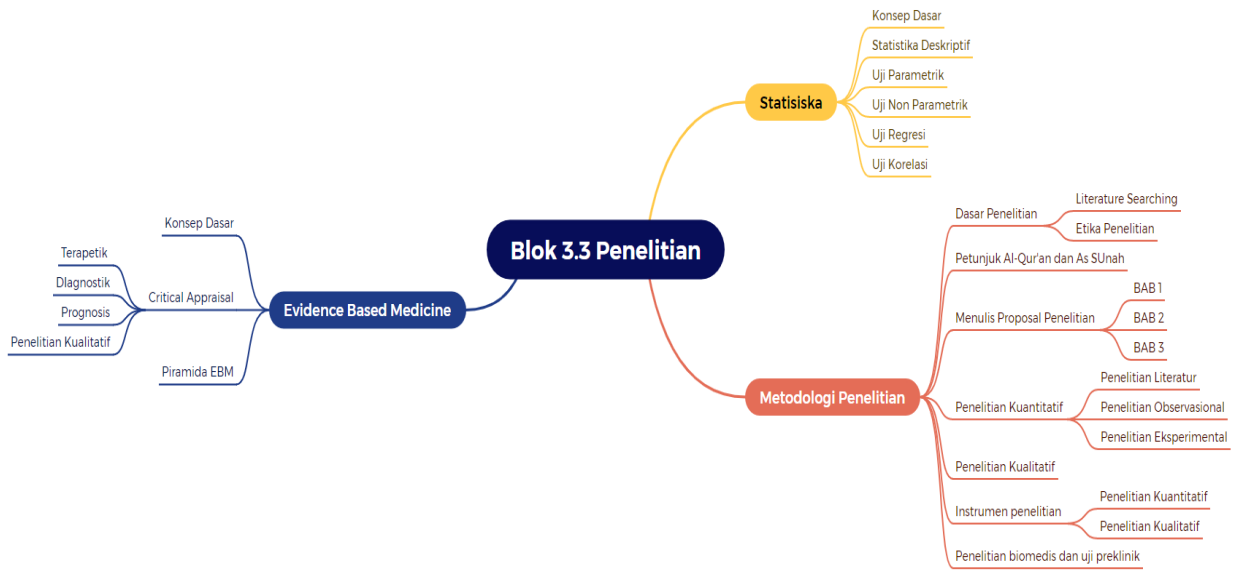 Blok 3.3 Penelitian
Statisiska
Konsep Dasar
Statistika Deskriptif
Uji Parametrik
Uji Non Parametrik
Uji Regresi
Uji Korelasi
Metodologi Penelitian
Dasar Penelitian
Literature Searching
Etika Penelitian
Petunjuk Al-Qur'an dan As SUnah
Menulis Proposal Penelitian
BAB 1
BAB 2
BAB 3
Penelitian Kuantitatif
Penelitian Literatur
Penelitian Observasional
Penelitian Eksperimental
Penelitian Kualitatif
Instrumen penelitian
Penelitian Kuantitatif
Penelitian Kualitatif
Penelitian biomedis dan uji preklinik
Evidence Based Medicine
Konsep Dasar
Critical Appraisal
Terapetik
DIagnostik
Prognosis
Penelitian Kualitatif
Piramida EBM